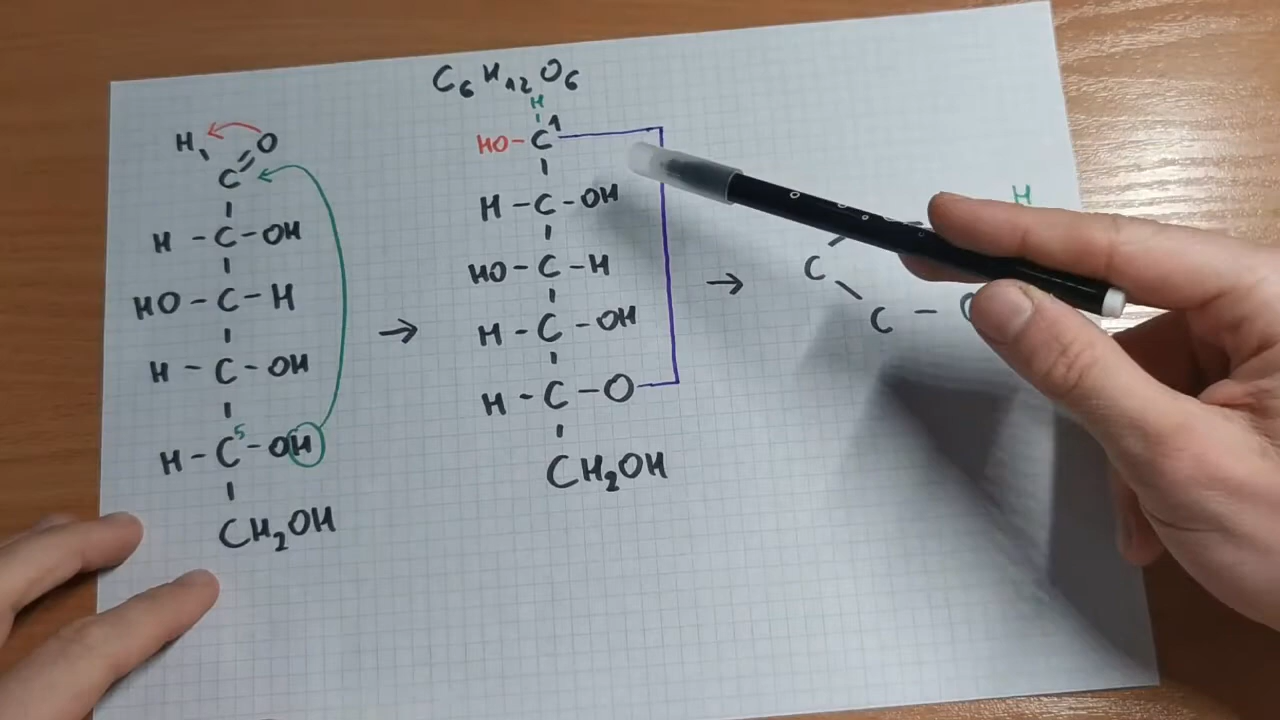 C₆H₁₂O₆
H O
C
H - C - OH
HO - C - H
H - C - OH
H - C⁵ - OH
CH₂OH
→
H
HO - C¹
H - C - OH
HO - C - H
H - C - OH
H - C - O
CH₂OH
→
H
C
C -